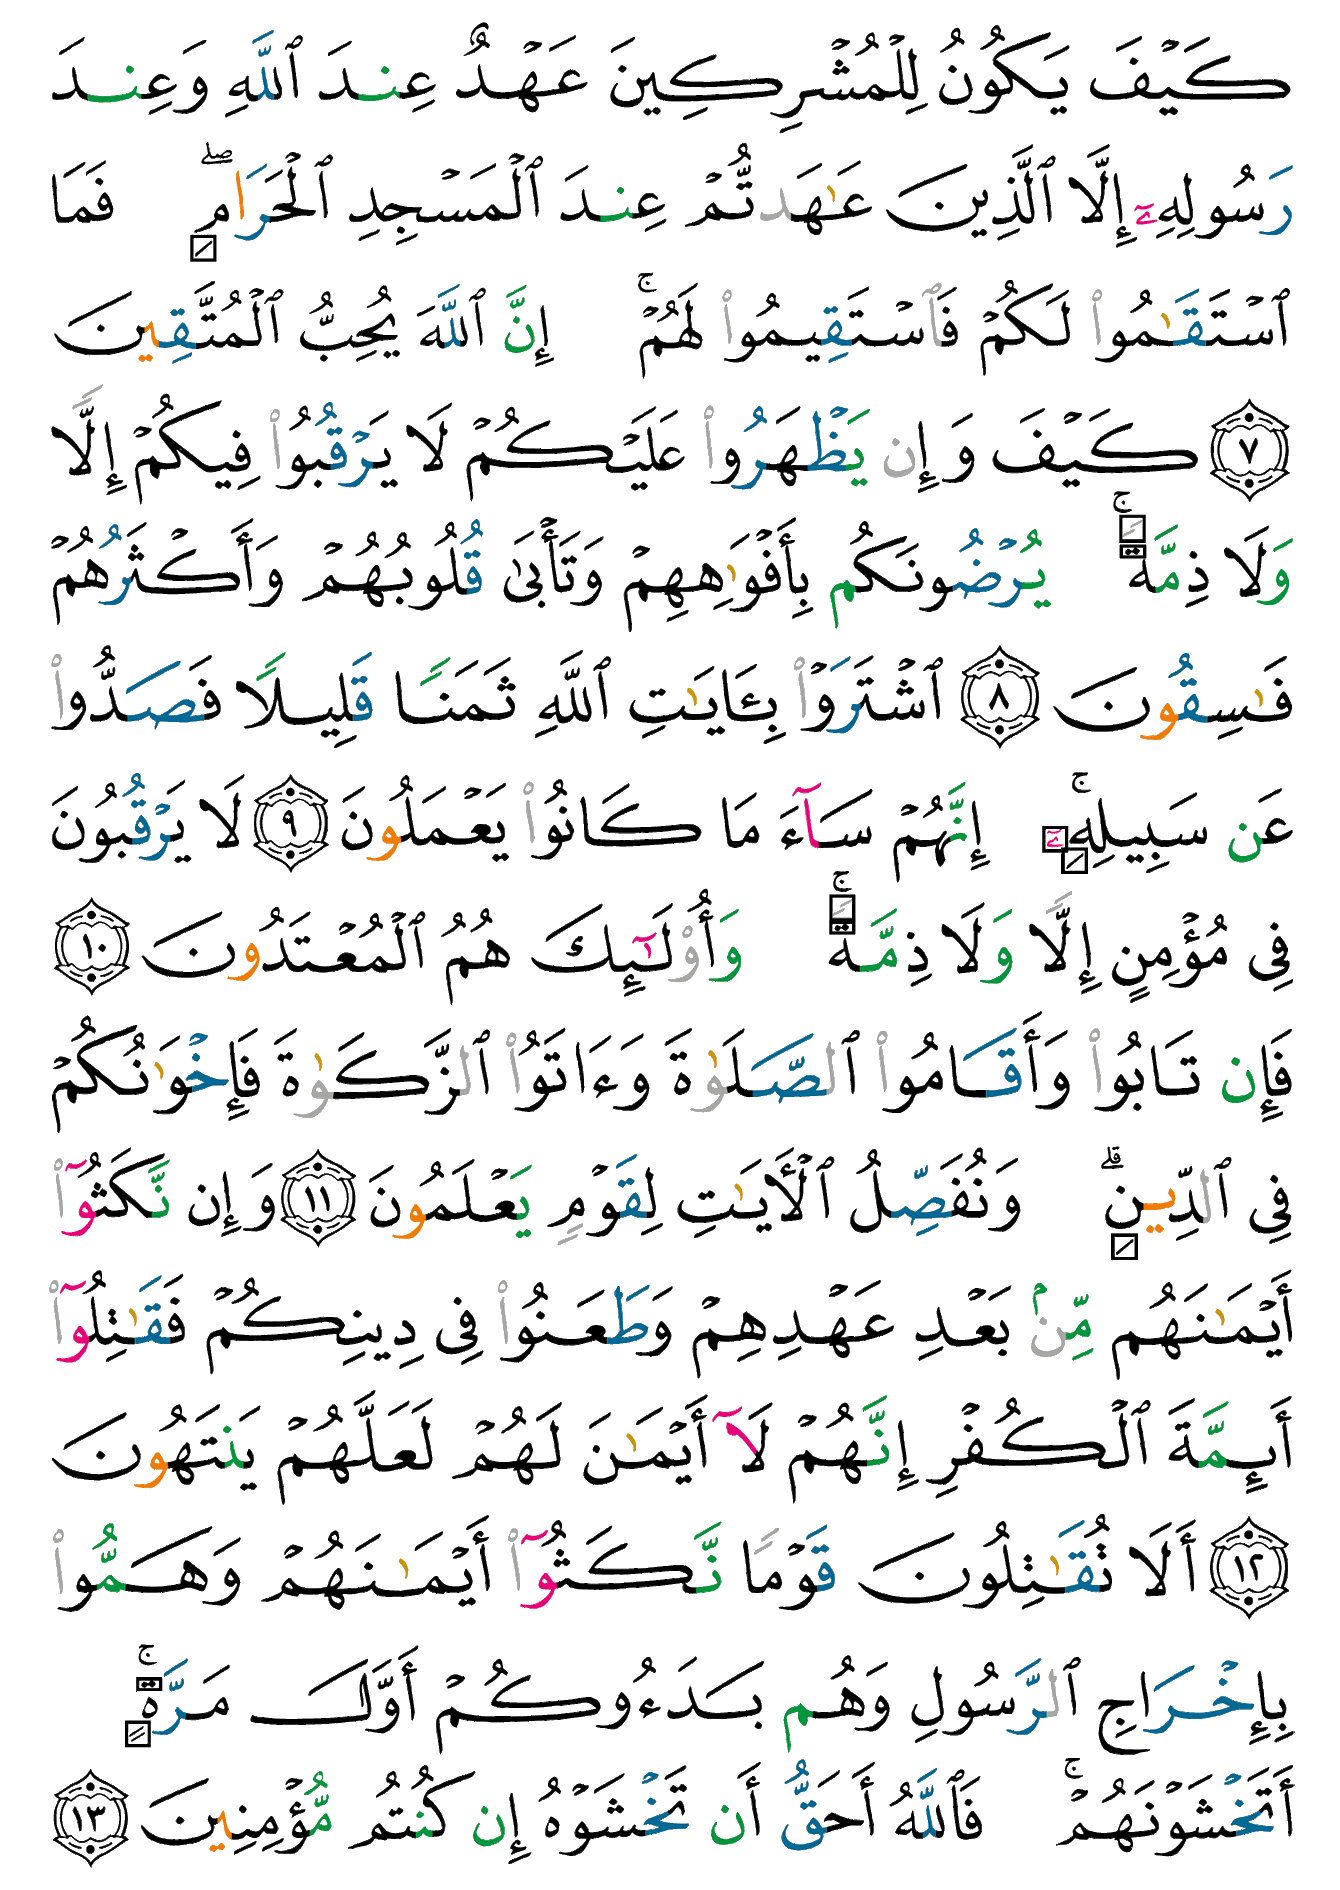 كَيْفَ يَكُونُ لِلْمُشْرِكِينَ عَهْدٌ عِندَ ٱللَّهِ وَعِندَ
رَسُولِهِۦٓ إِلَّا ٱلَّذِينَ عَـٰهَدتُّمْ عِندَ ٱلْمَسْجِدِ ٱلْحَرَامِ ۖ فَمَا
ٱسْتَقَـٰمُوا۟ لَكُمْ فَٱسْتَقِيمُوا۟ لَهُمْ ۚ إِنَّ ٱللَّهَ يُحِبُّ ٱلْمُتَّقِينَ
٧ كَيْفَ وَإِن يَظْهَرُوا۟ عَلَيْكُمْ لَا يَرْقُبُوا۟ فِيكُمْ إِلًّا
وَلَا ذِمَّةً ۚ يُرْضُونَكُم بِأَفْوَٰهِهِمْ وَتَأْبَىٰ قُلُوبُهُمْ وَأَكْثَرُهُمْ
فَـٰسِقُونَ ٨ ٱشْتَرَوْا۟ بِـَٔايَـٰتِ ٱللَّهِ ثَمَنًا قَلِيلًا فَصَدُّوا۟
عَن سَبِيلِهِۦٓ ۚ إِنَّهُمْ سَآءَ مَا كَانُوا۟ يَعْمَلُونَ ٩ لَا يَرْقُبُونَ
فِى مُؤْمِنٍ إِلًّا وَلَا ذِمَّةً ۚ وَأُو۟لَـٰٓئِكَ هُمُ ٱلْمُعْتَدُونَ ١٠
فَإِن تَابُوا۟ وَأَقَامُوا۟ ٱلصَّلَوٰةَ وَءَاتَوُا۟ ٱلزَّكَوٰةَ فَإِخْوَٰنُكُمْ
فِى ٱلدِّينِ ۗ وَنُفَصِّلُ ٱلْأَيَـٰتِ لِقَوْمٍ يَعْلَمُونَ ١١ وَإِن نَّكَثُوٓا۟
أَيْمَـٰنَهُم مِّنۢ بَعْدِ عَهْدِهِمْ وَطَعَنُوا۟ فِى دِينِكُمْ فَقَـٰتِلُوٓا۟
أَئِمَّةَ ٱلْكُفْرِ إِنَّهُمْ لَآ أَيْمَـٰنَ لَهُمْ لَعَلَّهُمْ يَنتَهُونَ
١٢ أَلَا تُقَـٰتِلُونَ قَوْمًا نَّكَثُوٓا۟ أَيْمَـٰنَهُمْ وَهَمُّوا۟
بِإِخْرَاجِ ٱلرَّسُولِ وَهُم بَدَءُوكُمْ أَوَّلَ مَرَّةٍ ۚ
أَتَخْشَوْنَهُمْ ۚ فَٱللَّهُ أَحَقُّ أَن تَخْشَوْهُ إِن كُنتُم مُّؤْمِنِينَ ١٣